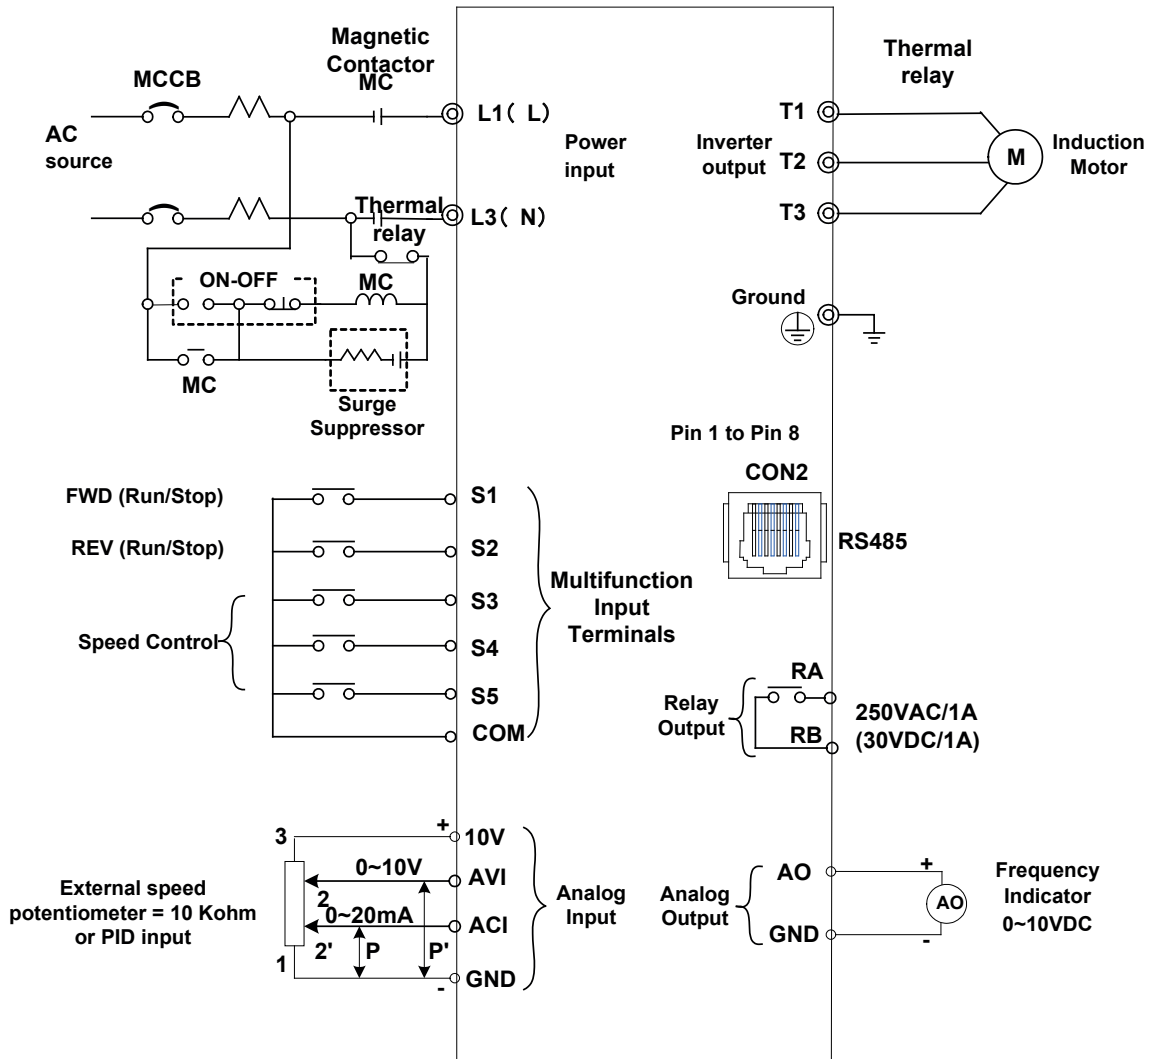 Magnetic
Contactor
MC
MCCB
AC
source
L1( L)
Power
input
L3( N)
Thermal
relay
ON-OFF
MC
MC
Surge
Suppressor
Thermal
relay
T1
Inverter
output
T2
T3
M
Induction
Motor
Ground
Pin 1 to Pin 8
CON2
RS485
FWD (Run/Stop)
REV (Run/Stop)
Speed Control
S1
S2
S3
S4
S5
COM
Multifunction
Input
Terminals
Relay
Output
RA
RB
250VAC/1A
(30VDC/1A)
External speed
potentiometer = 10 Kohm
or PID input
3
+
10V
0~10V
AVI
2
0~20mA
ACI
2'
P
P'
1
-
GND
Analog
Input
Analog
Output
AO
GND
+
AO
-
Frequency
Indicator
0~10VDC